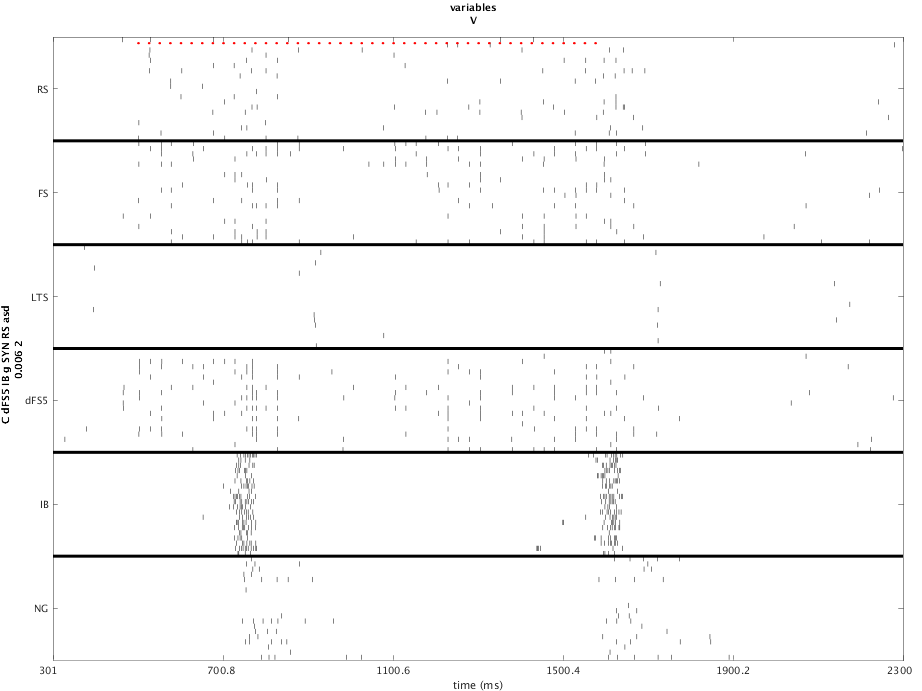 variables
V
RS
FS
LTS
dFS5
IB
NG
C dFS5 IB g SYN RS asd
0.006 2
301
700.8
1100.6
1500.4
1900.2
2300
time (ms)